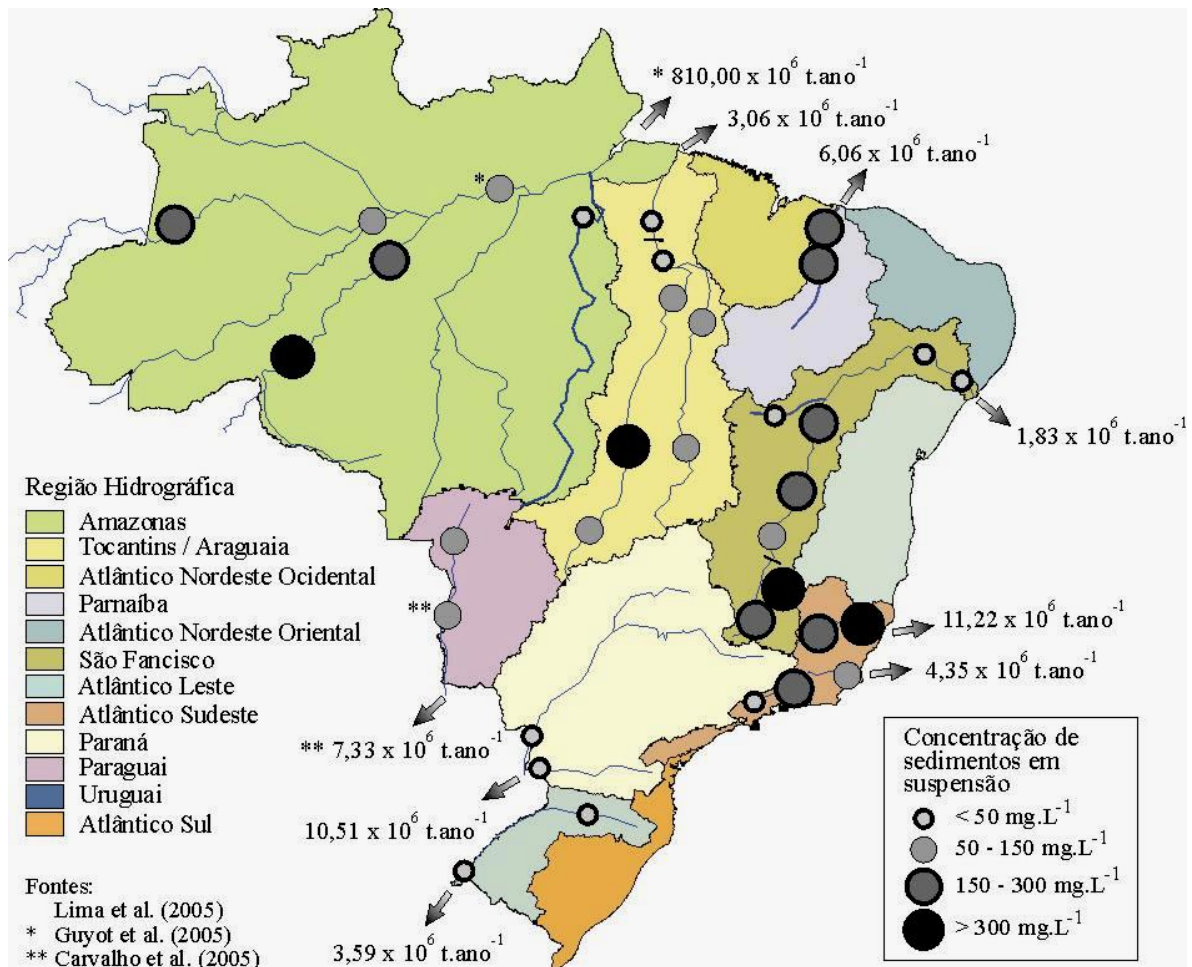 * 810,00 x 10⁶ t.ano⁻¹
3,06 x 10⁶ t.ano⁻¹
6,06 x 10⁶ t.ano⁻¹
*
1,83 x 10⁶ t.ano⁻¹
**
11,22 x 10⁶ t.ano⁻¹
4,35 x 10⁶ t.ano⁻¹
** 7,33 x 10⁶ t.ano⁻¹
10,51 x 10⁶ t.ano⁻¹
3,59 x 10⁶ t.ano⁻¹
Região Hidrográfica
Amazonas
Tocantins / Araguaia
Atlântico Nordeste Ocidental
Parnaíba
Atlântico Nordeste Oriental
São Fancisco
Atlântico Leste
Atlântico Sudeste
Paraná
Paraguai
Uruguai
Atlântico Sul
Fontes:
Lima et al. (2005)
* Guyot et al. (2005)
** Carvalho et al. (2005)
Concentração de
sedimentos em
suspensão
< 50 mg.L⁻¹
50 - 150 mg.L⁻¹
150 - 300 mg.L⁻¹
> 300 mg.L⁻¹